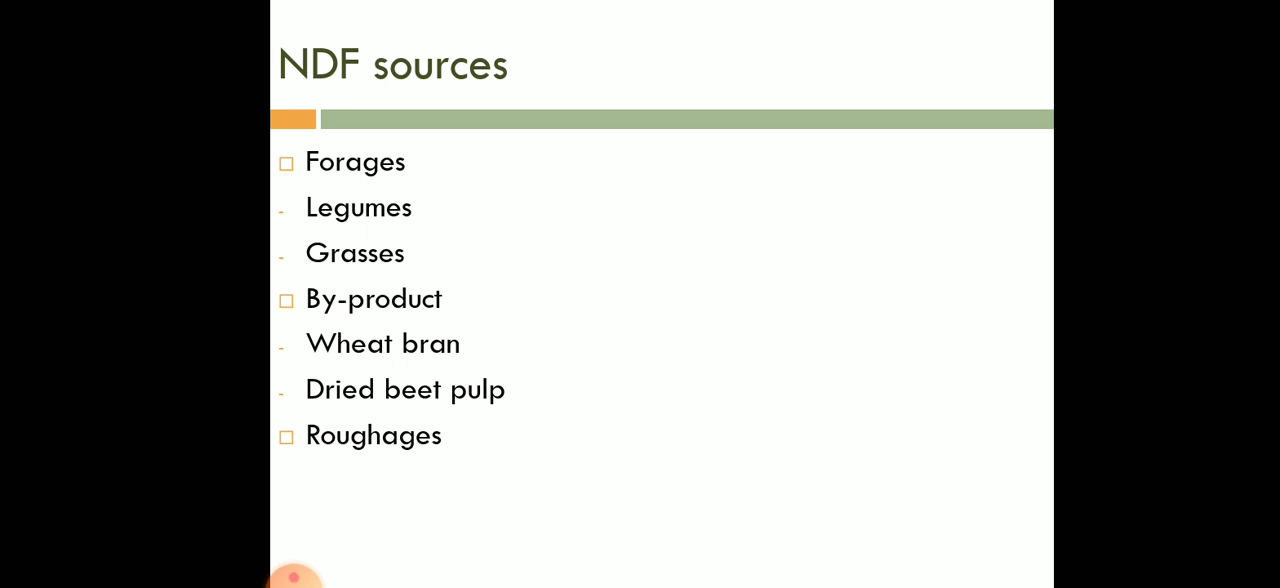 NDF sources
Forages
- Legumes
- Grasses
By-product
- Wheat bran
- Dried beet pulp
Roughages